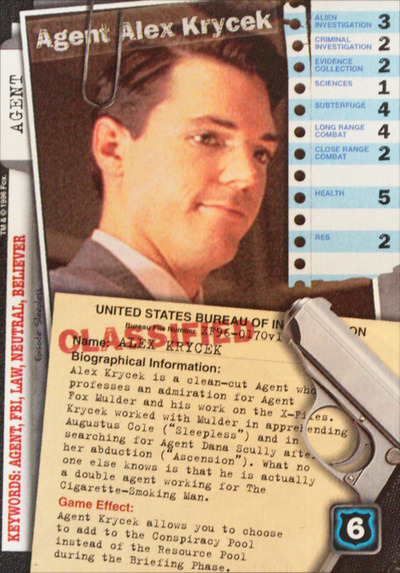 Agent Alex Krycek
AGENT
TM & © 1996 Fox.
KEYWORDS: AGENT, FBI, LAW, NEUTRAL, BELIEVER
Episode: Sleepless
ALIEN
INVESTIGATION 3
CRIMINAL
INVESTIGATION 2
EVIDENCE
COLLECTION 2
SCIENCES 1
SUBTERFUGE 4
LONG RANGE
COMBAT 4
CLOSE RANGE
COMBAT 2
HEALTH 5
RES 2
UNITED STATES BUREAU OF IN ION
Bureau File Number: XF96-0170v1
CLASSIFIED
Name: ALEX KRYCEK
Biographical Information:
Alex Krycek is a clean-cut Agent who
professes an admiration for Agent
Fox Mulder and his work on the X-Files.
Krycek worked with Mulder in apprehending
Augustus Cole ("Sleepless") and in
searching for Agent Dana Scully after
her abduction ("Ascension"). What no
one else knows is that he is actually
a double agent working for The
Cigarette-Smoking Man.
Game Effect:
Agent Krycek allows you to choose
to add to the Conspiracy Pool
instead of the Resource Pool
during the Briefing Phase.
6